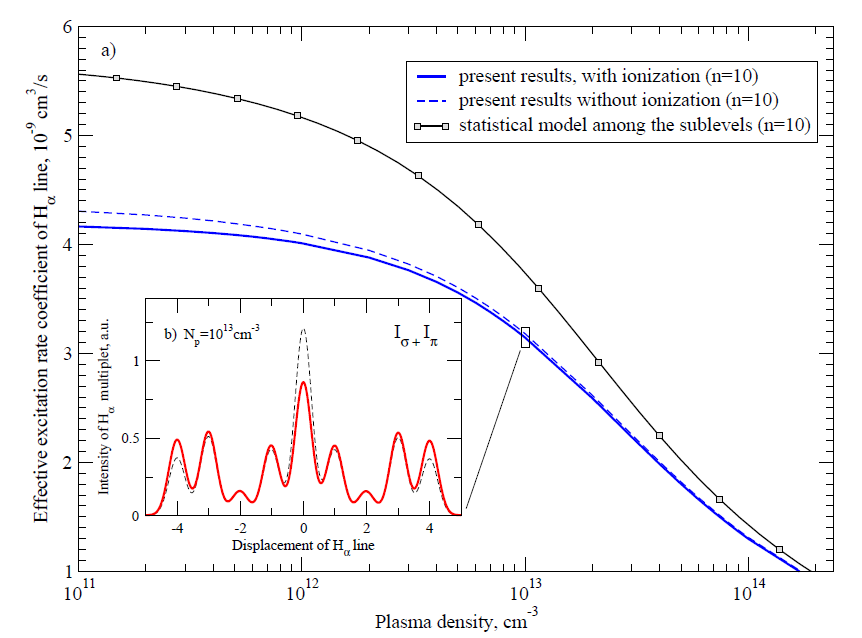 a)
present results, with ionization (n=10)
present results without ionization (n=10)
statistical model among the sublevels (n=10)
Effective excitation rate coefficient of Hα line, 10⁻⁹ cm³/s
6
5
4
3
2
1
b) Nₚ=10¹³cm⁻³
I_σ + I_π
Intensity of Hα multiplet, a.u.
1
0.5
0
-4 -2 0 2 4
Displacement of Hα line
10¹¹ 10¹² 10¹³ 10¹⁴
Plasma density, cm⁻³